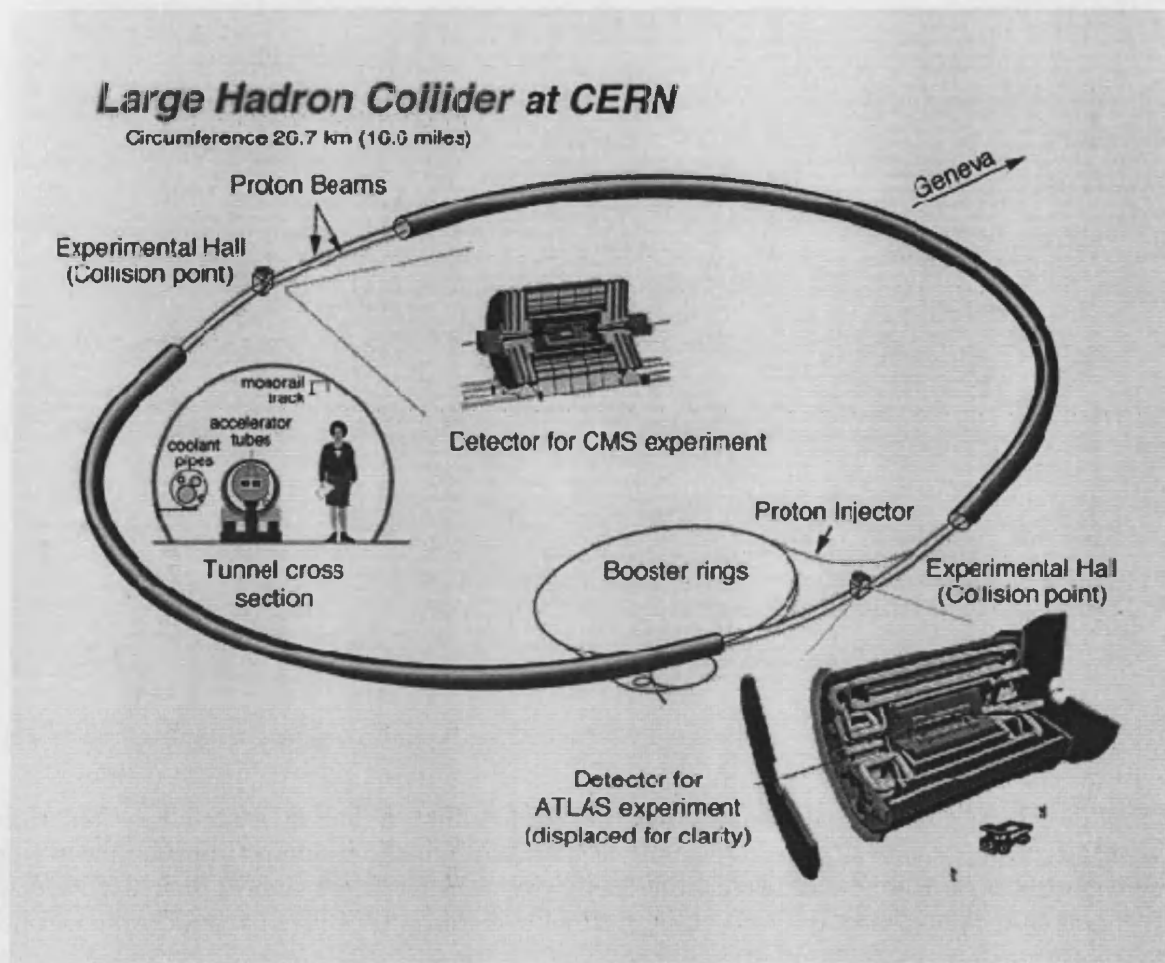 Large Hadron Collider at CERN
Circumference 26.7 km (16.6 miles)
Proton Beams
Geneva
Experimental Hall
(Collision point)
monorail
track
accelerator
tubes
coolant
pipes
Detector for CMS experiment
Proton Injector
Tunnel cross
section
Booster rings
Experimental Hall
(Collision point)
Detector for
ATLAS experiment
(displaced for clarity)